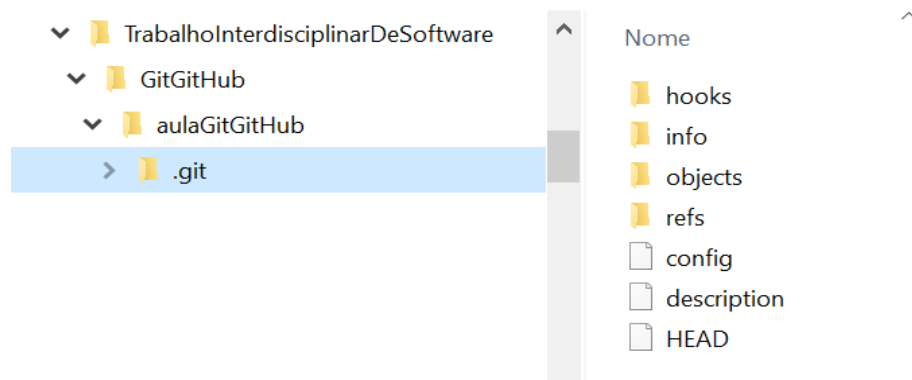 TrabalhoInterdisciplinarDeSoftware
GitGitHub
aulaGitGitHub
.git
Nome
hooks
info
objects
refs
config
description
HEAD